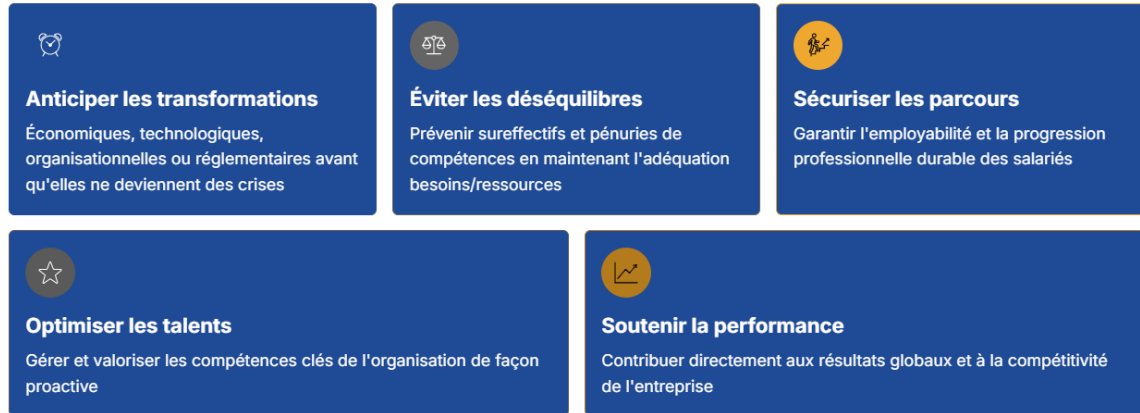 Anticiper les transformations
Économiques, technologiques,
organisationnelles ou réglementaires avant
qu'elles ne deviennent des crises
Éviter les déséquilibres
Prévenir sureffectifs et pénuries de
compétences en maintenant l'adéquation
besoins/ressources
Sécuriser les parcours
Garantir l'employabilité et la progression
professionnelle durable des salariés
Optimiser les talents
Gérer et valoriser les compétences clés de l'organisation de façon
proactive
Soutenir la performance
Contribuer directement aux résultats globaux et à la compétitivité
de l'entreprise